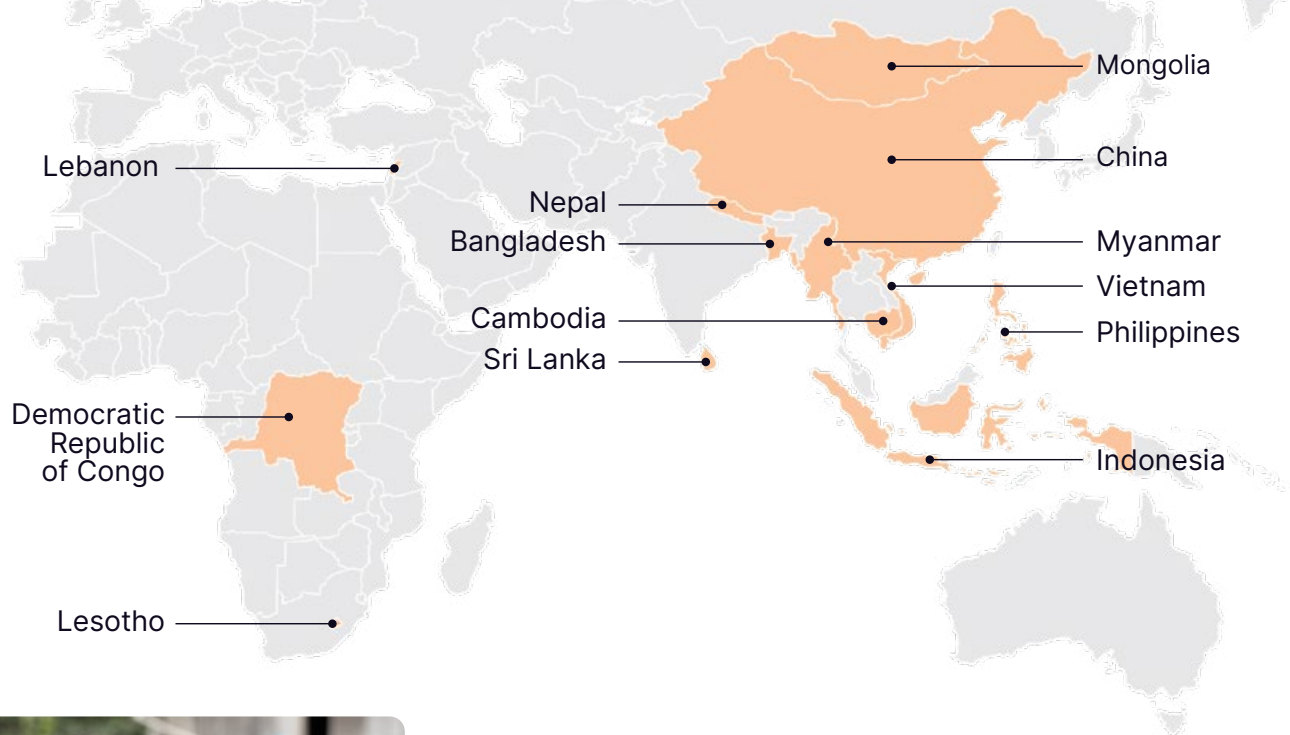 Mongolia
China
Lebanon
Nepal
Bangladesh
Myanmar
Vietnam
Cambodia
Philippines
Sri Lanka
Democratic
Republic
of Congo
Indonesia
Lesotho